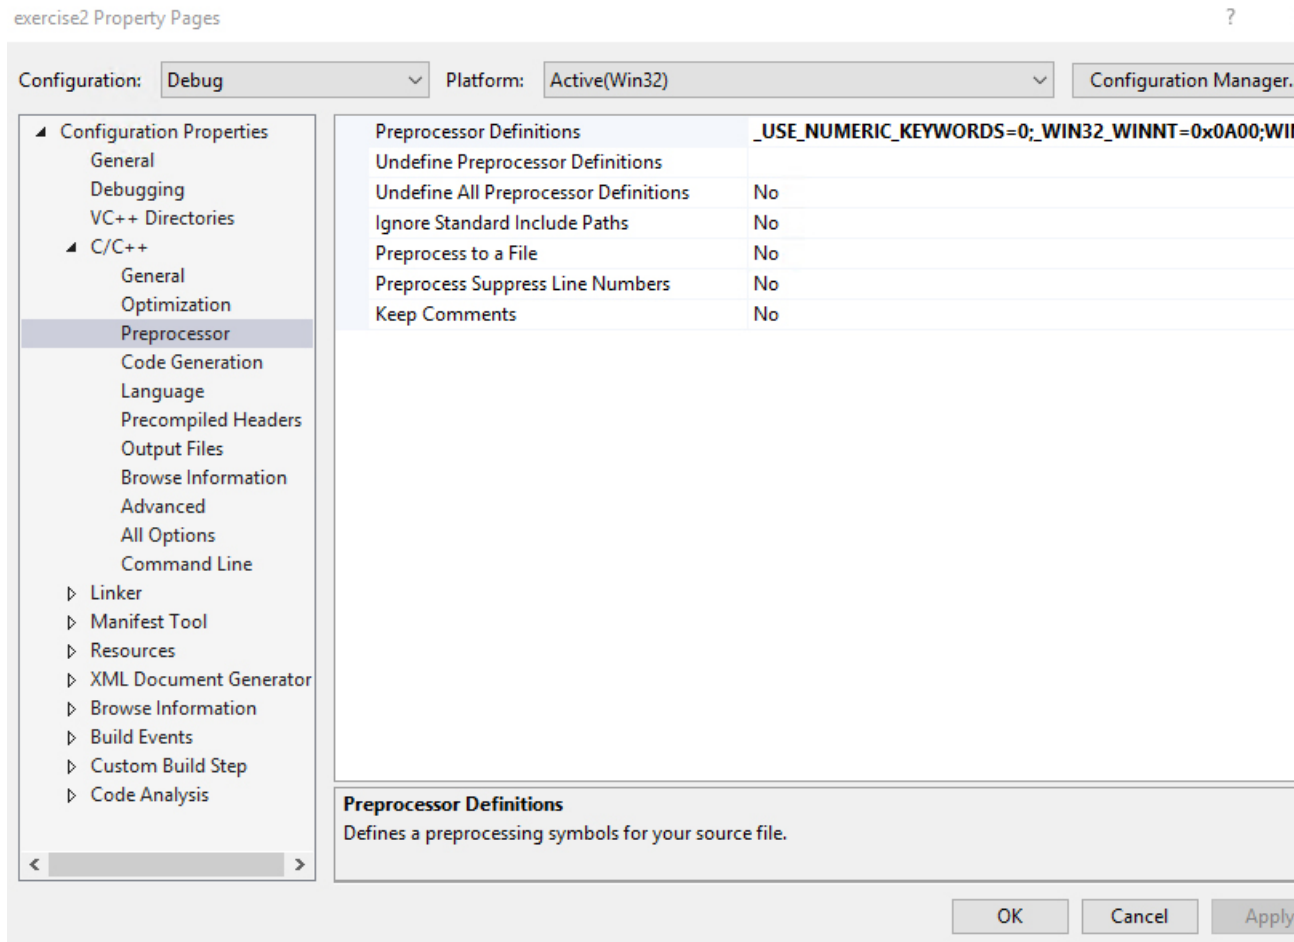 exercise2 Property Pages ?
Configuration: Debug Platform: Active(Win32) Configuration Manager..
Configuration Properties
General
Debugging
VC++ Directories
C/C++
General
Optimization
Preprocessor
Code Generation
Language
Precompiled Headers
Output Files
Browse Information
Advanced
All Options
Command Line
Linker
Manifest Tool
Resources
XML Document Generator
Browse Information
Build Events
Custom Build Step
Code Analysis
Preprocessor Definitions _USE_NUMERIC_KEYWORDS=0;_WIN32_WINNT=0x0A00;WI
Undefine Preprocessor Definitions
Undefine All Preprocessor Definitions No
Ignore Standard Include Paths No
Preprocess to a File No
Preprocess Suppress Line Numbers No
Keep Comments No
Preprocessor Definitions
Defines a preprocessing symbols for your source file.
OK Cancel Apply